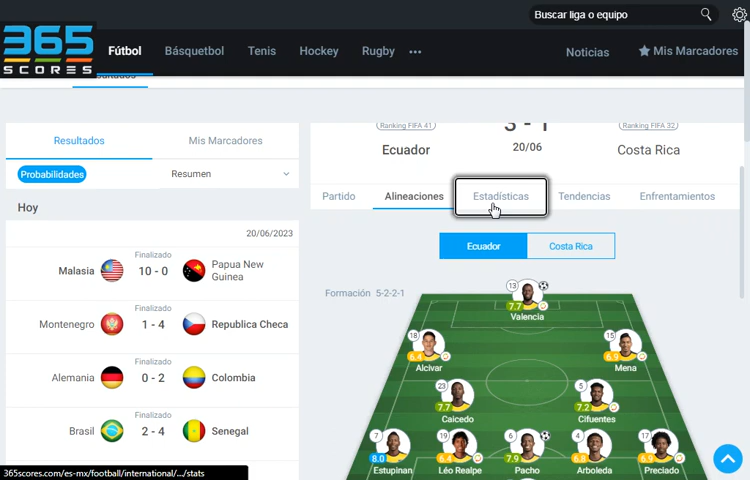 Buscar liga o equipo
365
SCORES
Fútbol
Básquetbol
Tenis
Hockey
Rugby
Noticias
Mis Marcadores
Resultados
Mis Marcadores
Probabilidades
Resumen
Hoy
20/06/2023
Finalizado
Malasia
10 - 0
Papua New
Guinea
Finalizado
Montenegro
1 - 4
Republica Checa
Finalizado
Alemania
0 - 2
Colombia
Finalizado
Brasil
2 - 4
Senegal
Ranking FIFA 41
3 - 1
Ranking FIFA 32
Ecuador
20/06
Costa Rica
Partido
Alineaciones
Estadísticas
Tendencias
Enfrentamientos
Ecuador
Costa Rica
Formación 5-2-2-1
13
7.7
Valencia
18
6.4
Alcivar
15
6.9
Mena
23
7.7
Caicedo
5
7.2
Cifuentes
7
8.0
Estupinan
19
6.4
Léo Realpe
6
7.9
Pacho
4
6.4
Arboleda
17
6.9
Preciado
365scores.com/es-mx/football/international/.../stats